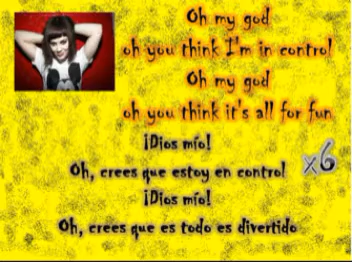 Oh my god
oh you think I'm in control
Oh my god
oh you think it's all for fun
¡Dios mío!
Oh, crees que estoy en control
x6
¡Dios mío!
Oh, crees que es todo es divertido